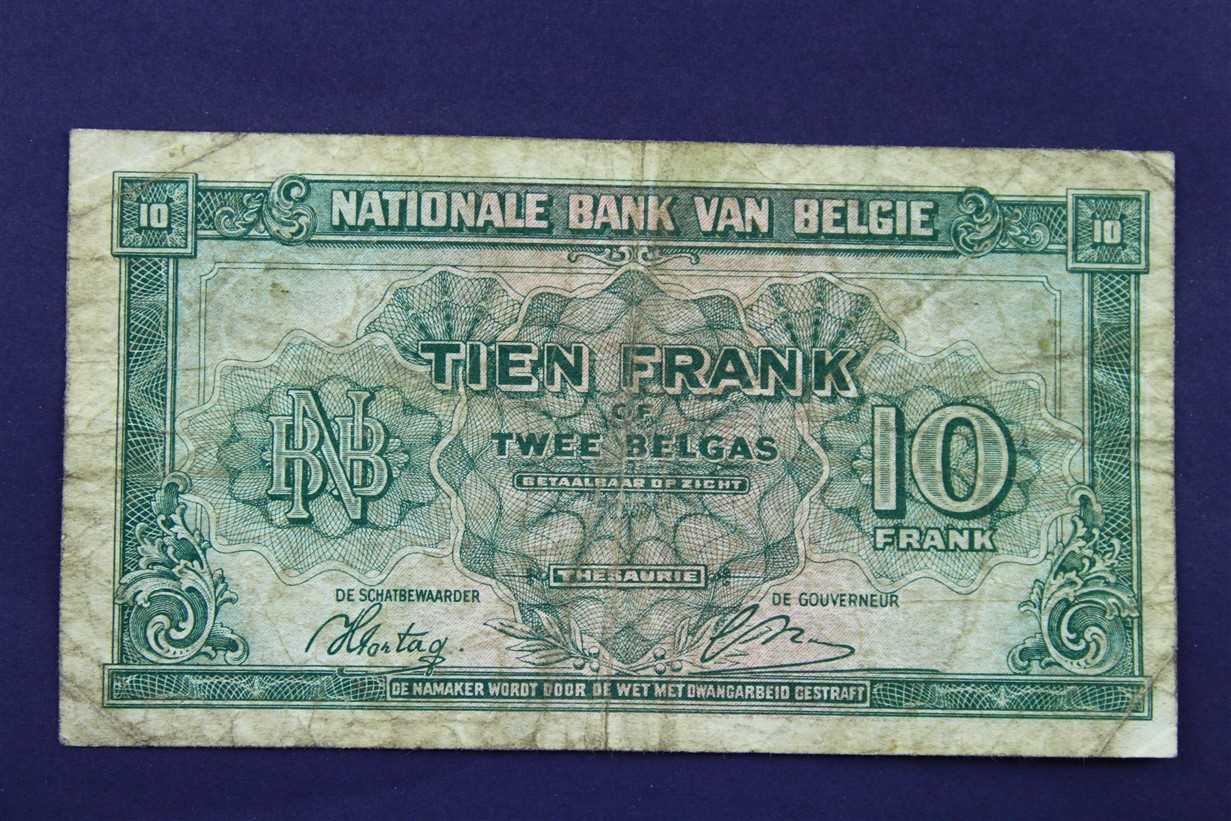 10 NATIONALE BANK VAN BELGIE 10
TIEN FRANK
OF
TWEE BELGAS
BETAALBAAR OP ZICHT
BNB
10
FRANK
THESAURIE
DE SCHATBEWAARDER
DE GOUVERNEUR
DE NAMAKER WORDT DOOR DE WET MET DWANGARBEID GESTRAFT